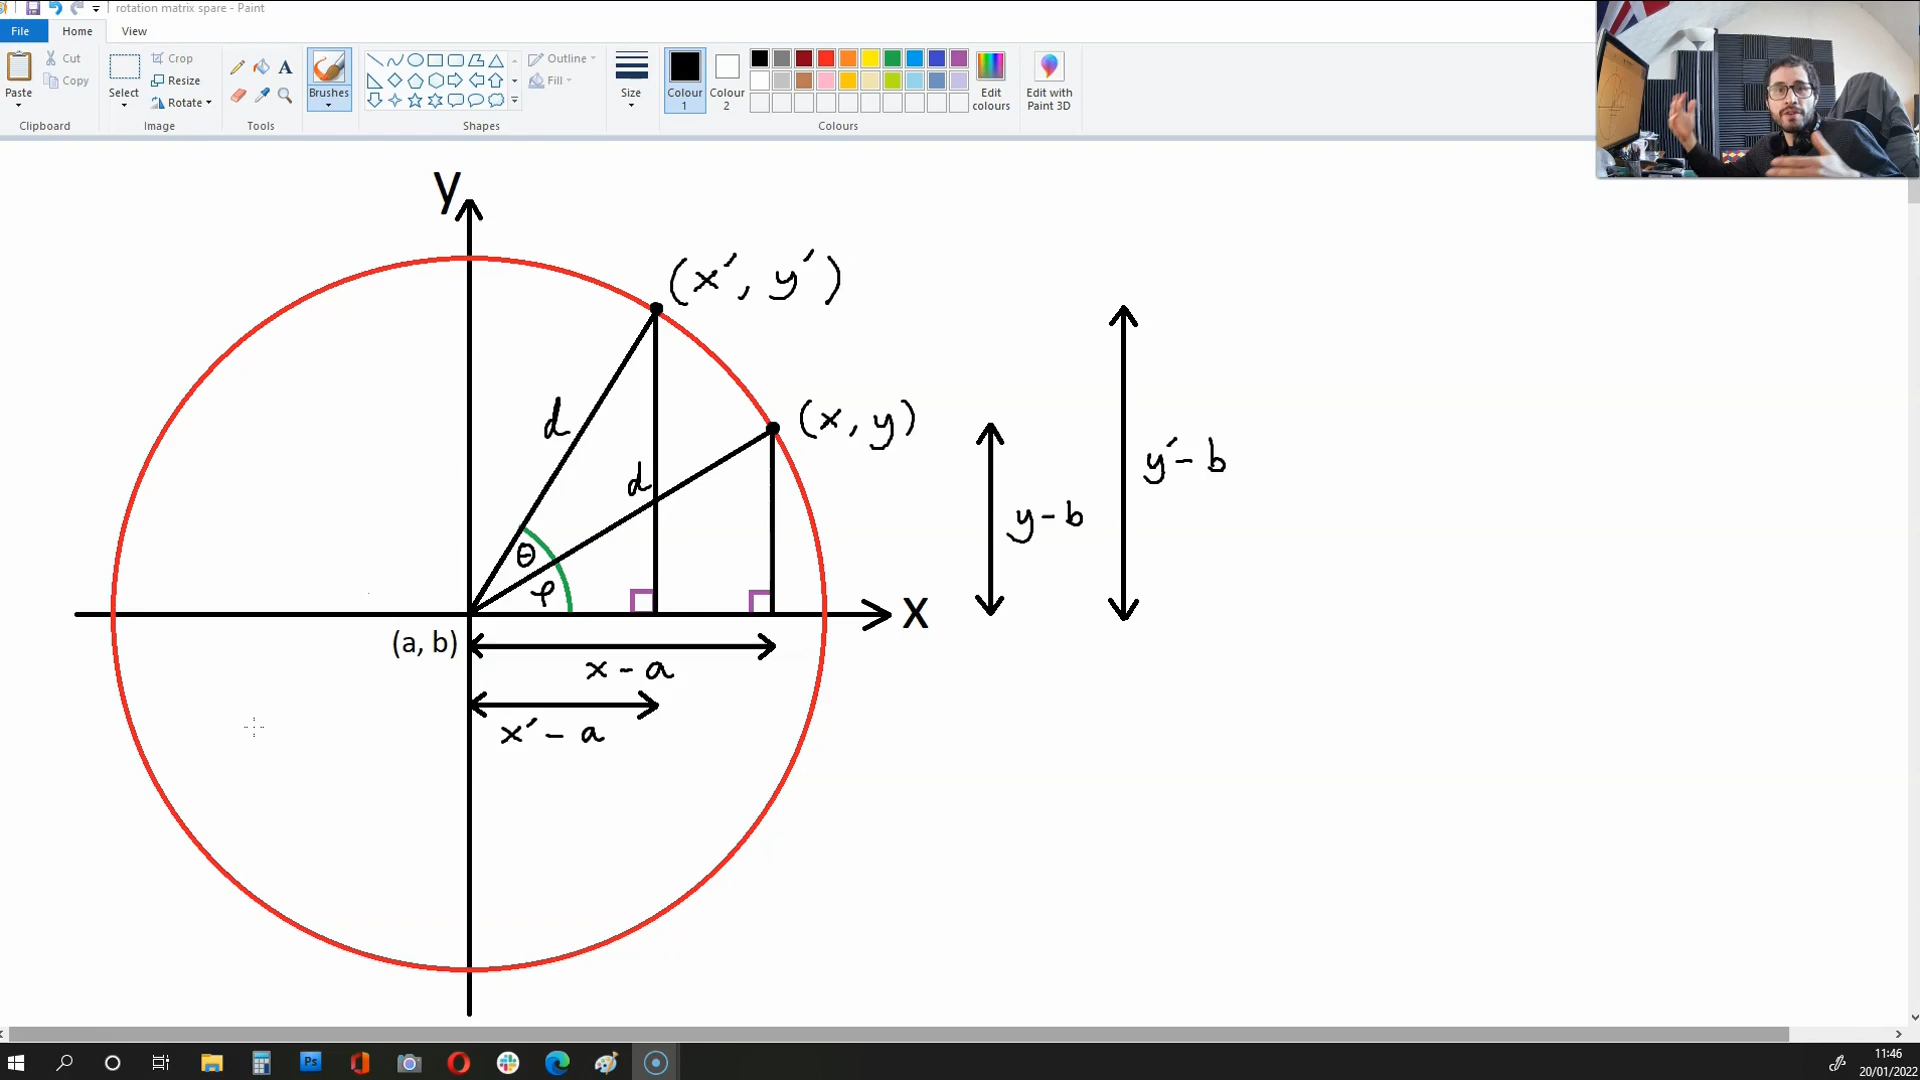 rotation matrix spare - Paint
File Home View
Paste Cut Copy
Clipboard
Select Crop Resize Rotate
Image
A
Tools
Brushes
Shapes
Outline Fill
Size
Colour 1
Colour 2
Edit colours
Edit with Paint 3D
Colours
y
(x′, y′)
d
(x, y)
d
y′ - b
y - b
θ
φ
x
(a, b)
x - a
x′ - a
Ps
11:46
20/01/2022